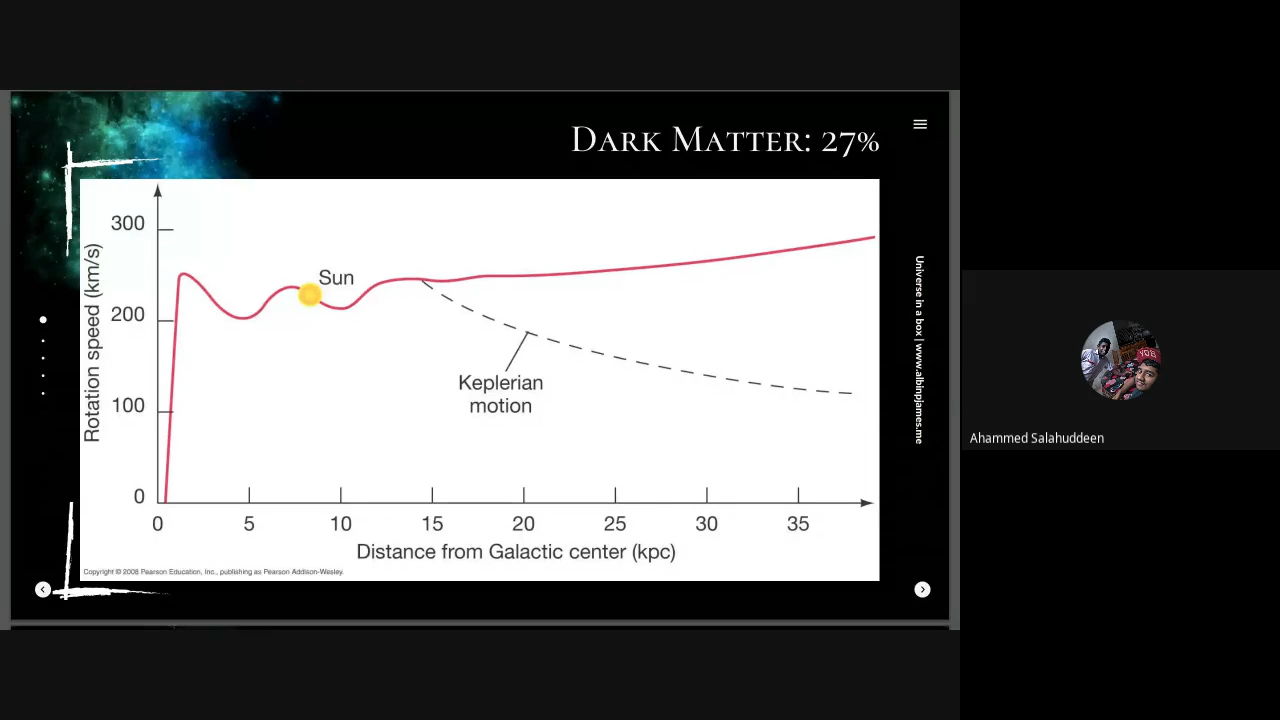 Dark Matter: 27%
300
200
100
0
Rotation speed (km/s)
Sun
Keplerian
motion
0 5 10 15 20 25 30 35
Distance from Galactic center (kpc)
Copyright © 2008 Pearson Education, Inc., publishing as Pearson Addison-Wesley.
Universe in a box | www.albinpjames.me
Ahammed Salahuddeen